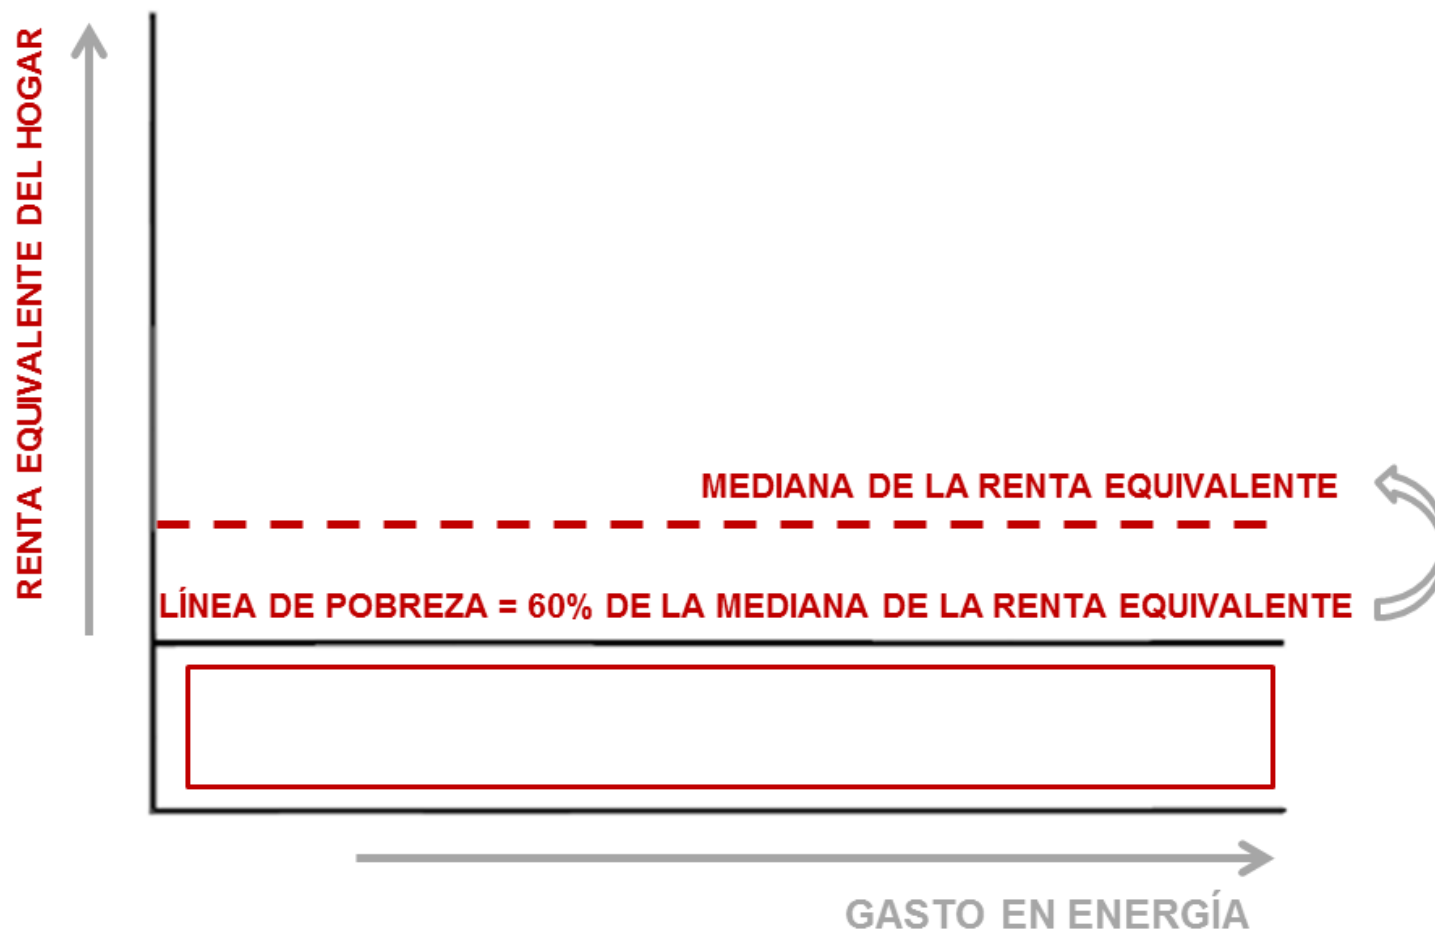 RENTA EQUIVALENTE DEL HOGAR
MEDIANA DE LA RENTA EQUIVALENTE
LÍNEA DE POBREZA = 60% DE LA MEDIANA DE LA RENTA EQUIVALENTE
GASTO EN ENERGÍA